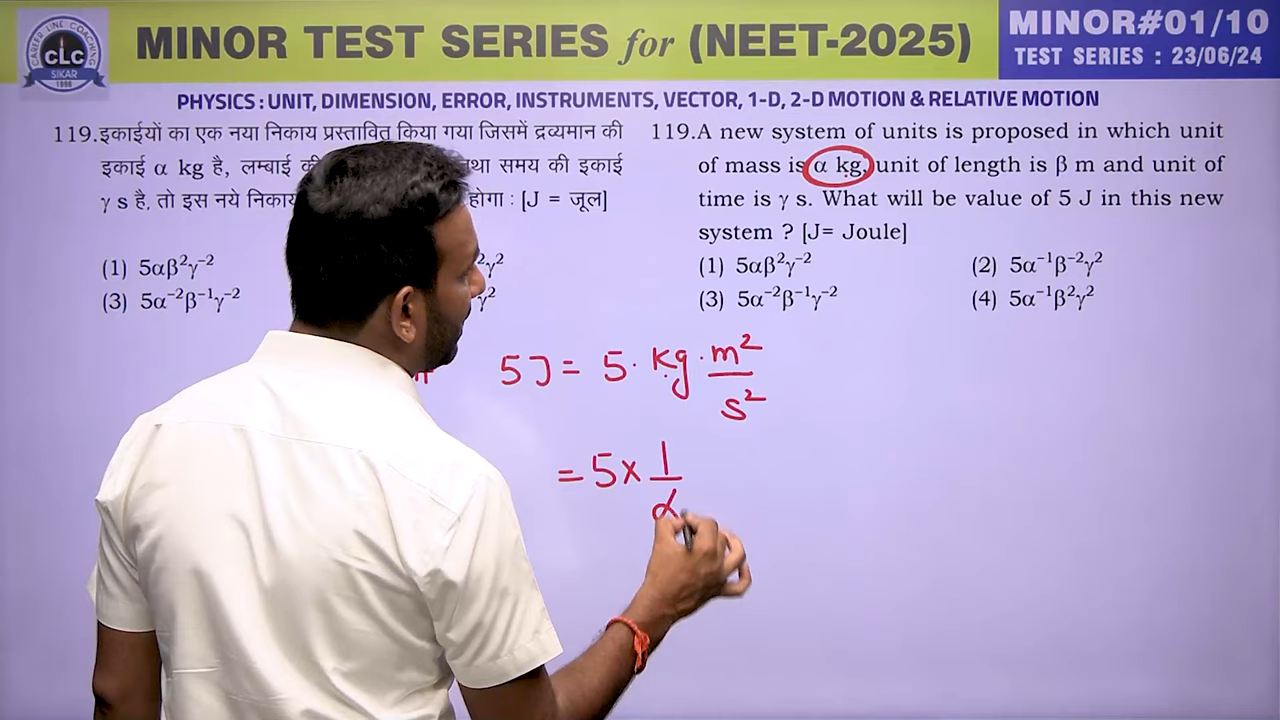 CAREER LINE COACHING
CLC
SIKAR
1996
MINOR TEST SERIES for (NEET-2025)
MINOR#01/10
TEST SERIES : 23/06/24
PHYSICS : UNIT, DIMENSION, ERROR, INSTRUMENTS, VECTOR, 1-D, 2-D MOTION & RELATIVE MOTION
119.इकाईयों का एक नया निकाय प्रस्तावित किया गया जिसमें द्रव्यमान की
इकाई α kg है, लम्बाई की तथा समय की इकाई
γ s है, तो इस नये निकाय होगा : [J = जूल]
(1) 5αβ²γ⁻²
²γ²
(3) 5α⁻²β⁻¹γ⁻²
γ²
119.A new system of units is proposed in which unit
of mass is α kg, unit of length is β m and unit of
time is γ s. What will be value of 5 J in this new
system ? [J= Joule]
(1) 5αβ²γ⁻² (2) 5α⁻¹β⁻²γ²
(3) 5α⁻²β⁻¹γ⁻² (4) 5α⁻¹β²γ²
5J = 5· kg · m²/s²
= 5 × 1/α